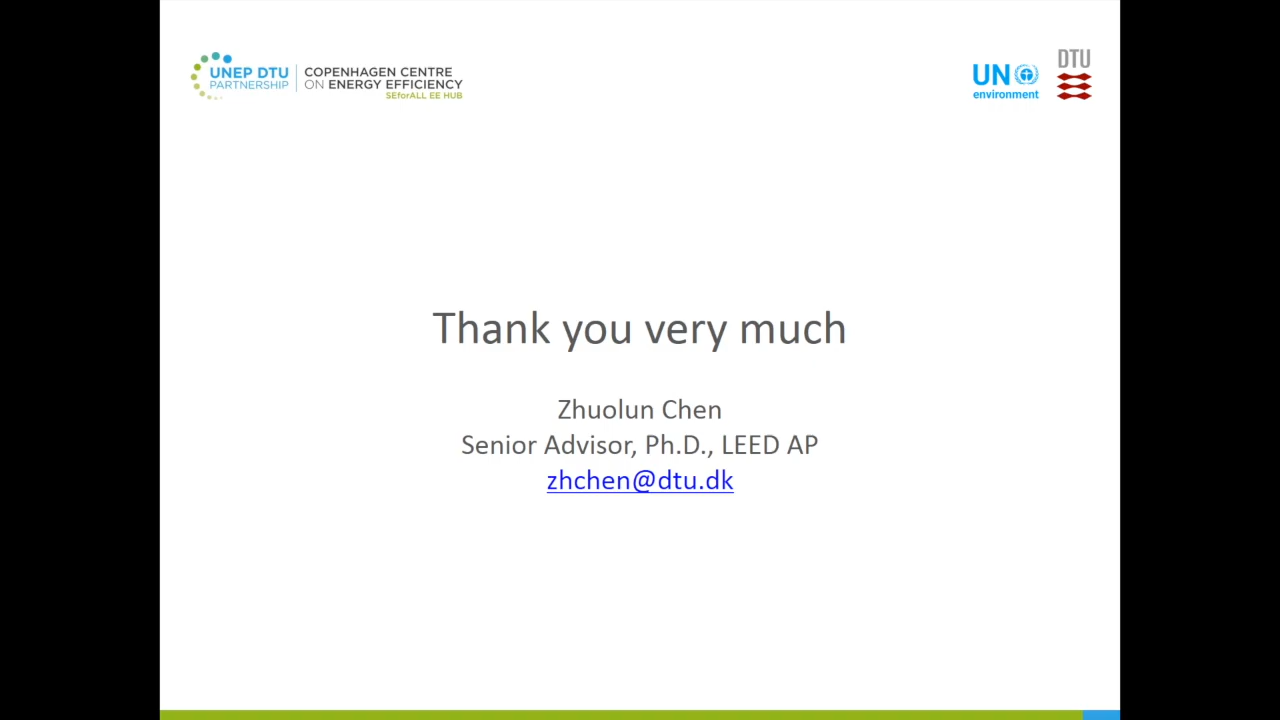 UNEP DTU
PARTNERSHIP
COPENHAGEN CENTRE
ON ENERGY EFFICIENCY
SEforALL EE HUB
UN
environment
DTU
Thank you very much
Zhuolun Chen
Senior Advisor, Ph.D., LEED AP
zhchen@dtu.dk